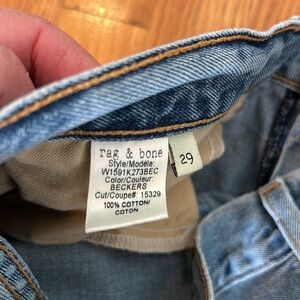 rag & bone
Style/Modèle:
W1591K273BEC
Color/Couleur:
BECKERS
Cut/Coupe#: 15329
100% COTTON/
COTON
29